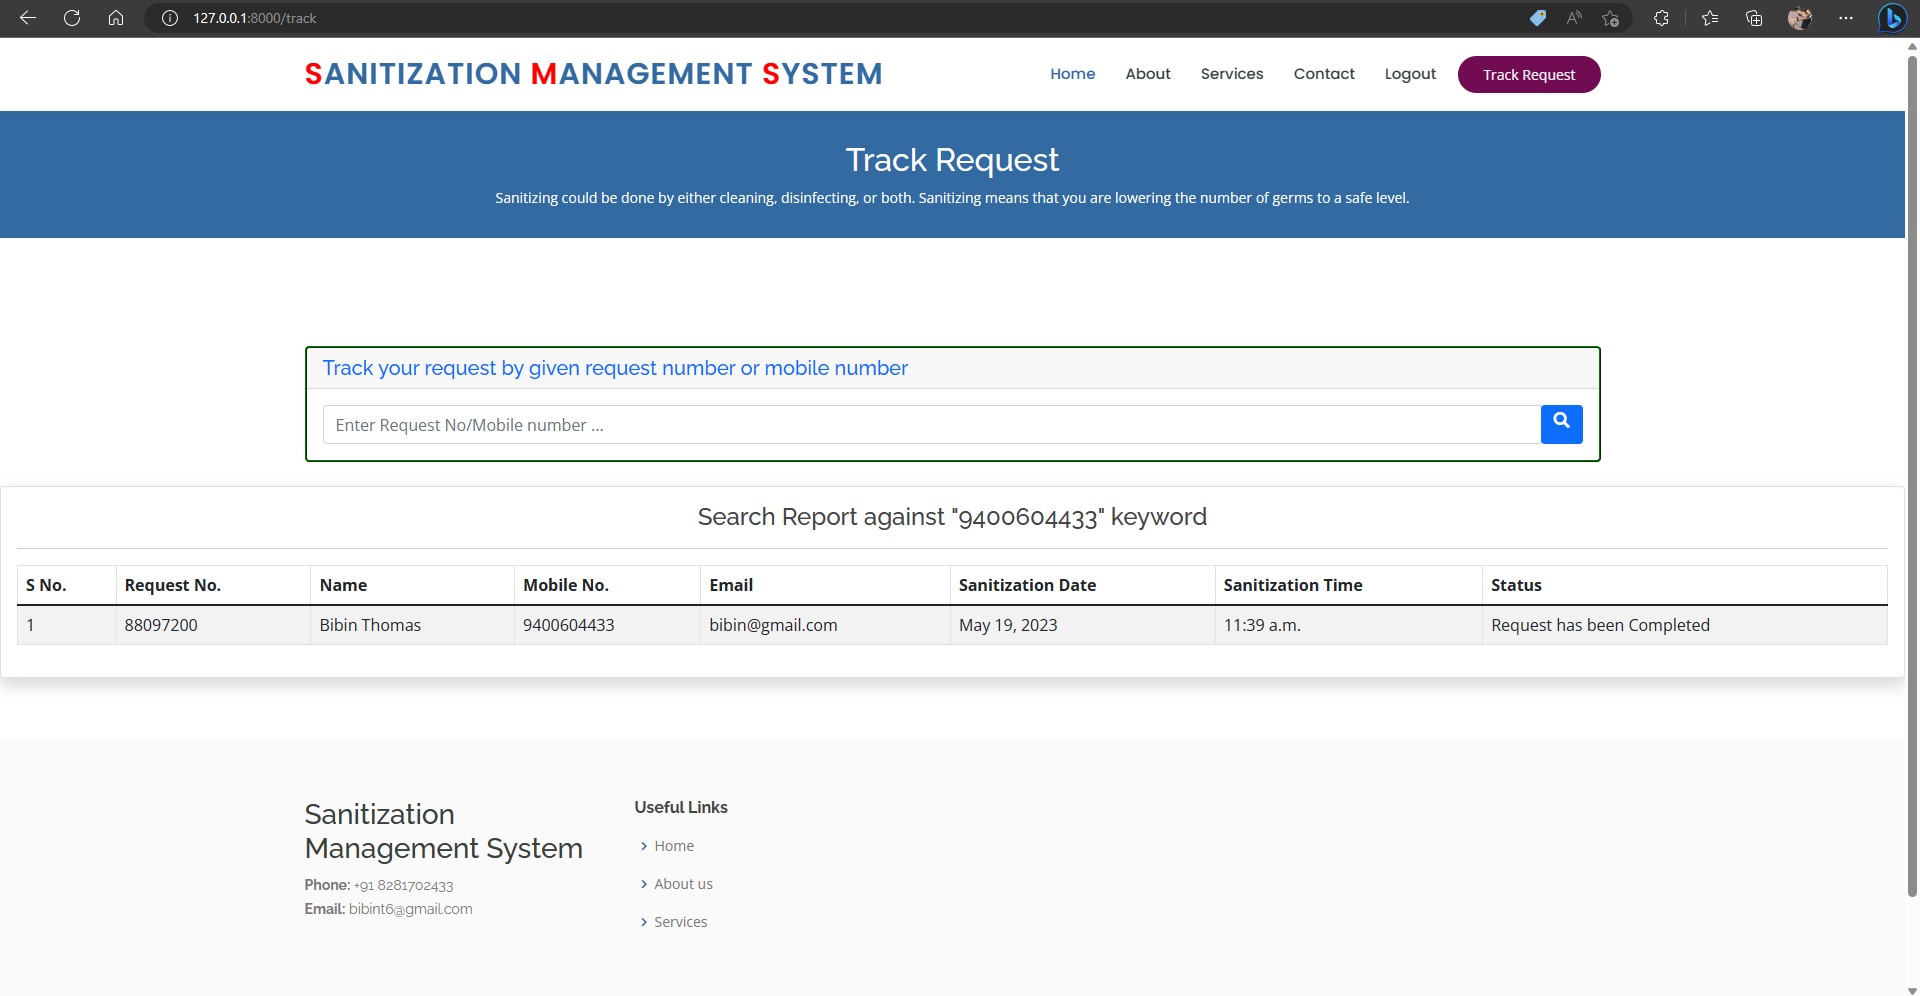 127.0.0.1:8000/track
SANITIZATION MANAGEMENT SYSTEM
Home About Services Contact Logout Track Request
Track Request
Sanitizing could be done by either cleaning, disinfecting, or both. Sanitizing means that you are lowering the number of germs to a safe level.
Track your request by given request number or mobile number
Enter Request No/Mobile number ...
Search Report against "9400604433" keyword
S No. Request No. Name Mobile No. Email Sanitization Date Sanitization Time Status
1 88097200 Bibin Thomas 9400604433 bibin@gmail.com May 19, 2023 11:39 a.m. Request has been Completed
Sanitization
Management System
Phone: +91 8281702433
Email: bibint6@gmail.com
Useful Links
Home
About us
Services